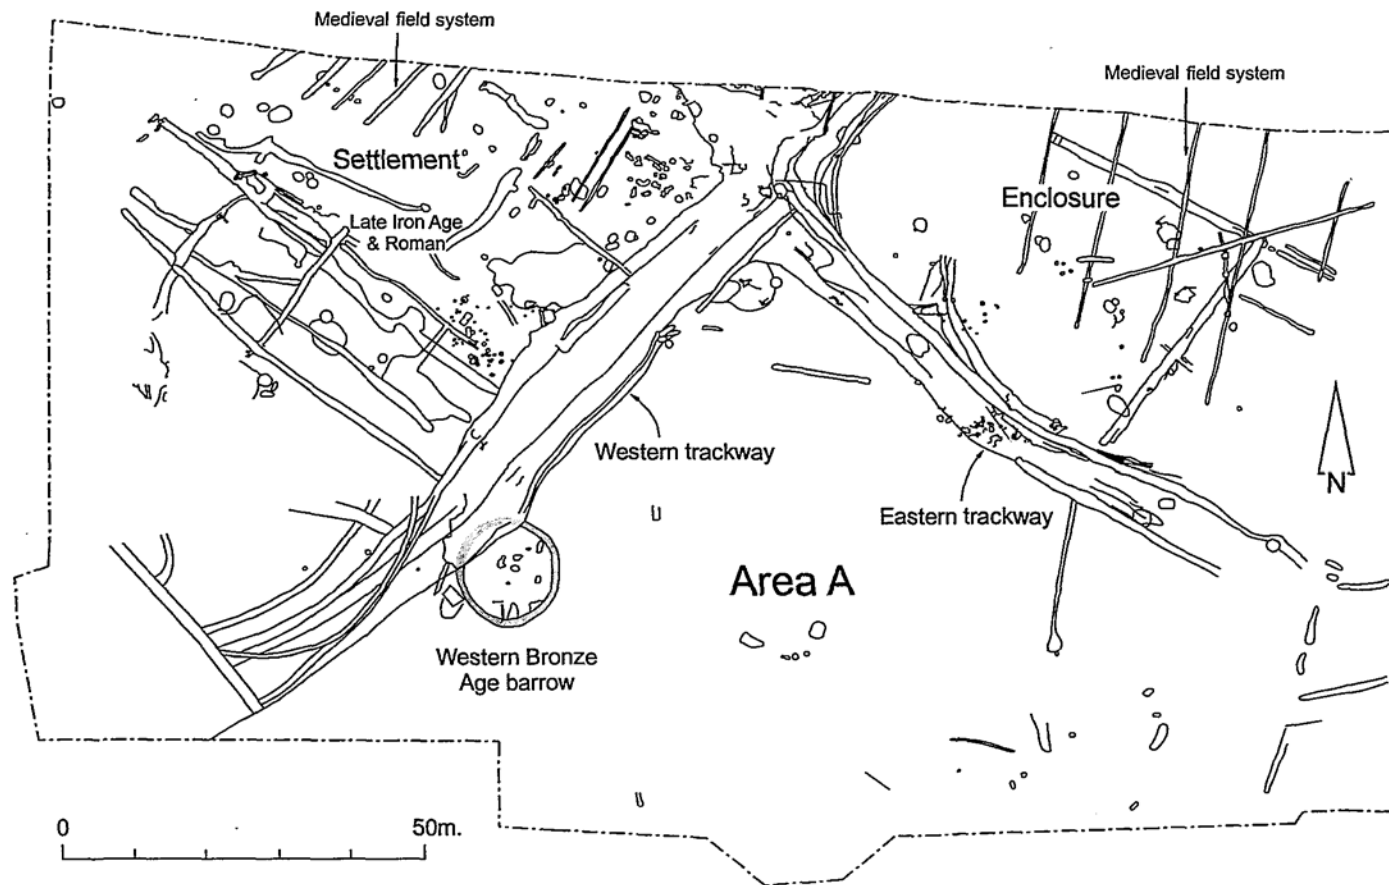 Medieval field system
Medieval field system
Settlement
Enclosure
Late Iron Age
& Roman
Western trackway
Eastern trackway
N
Area A
Western Bronze
Age barrow
0 50m.